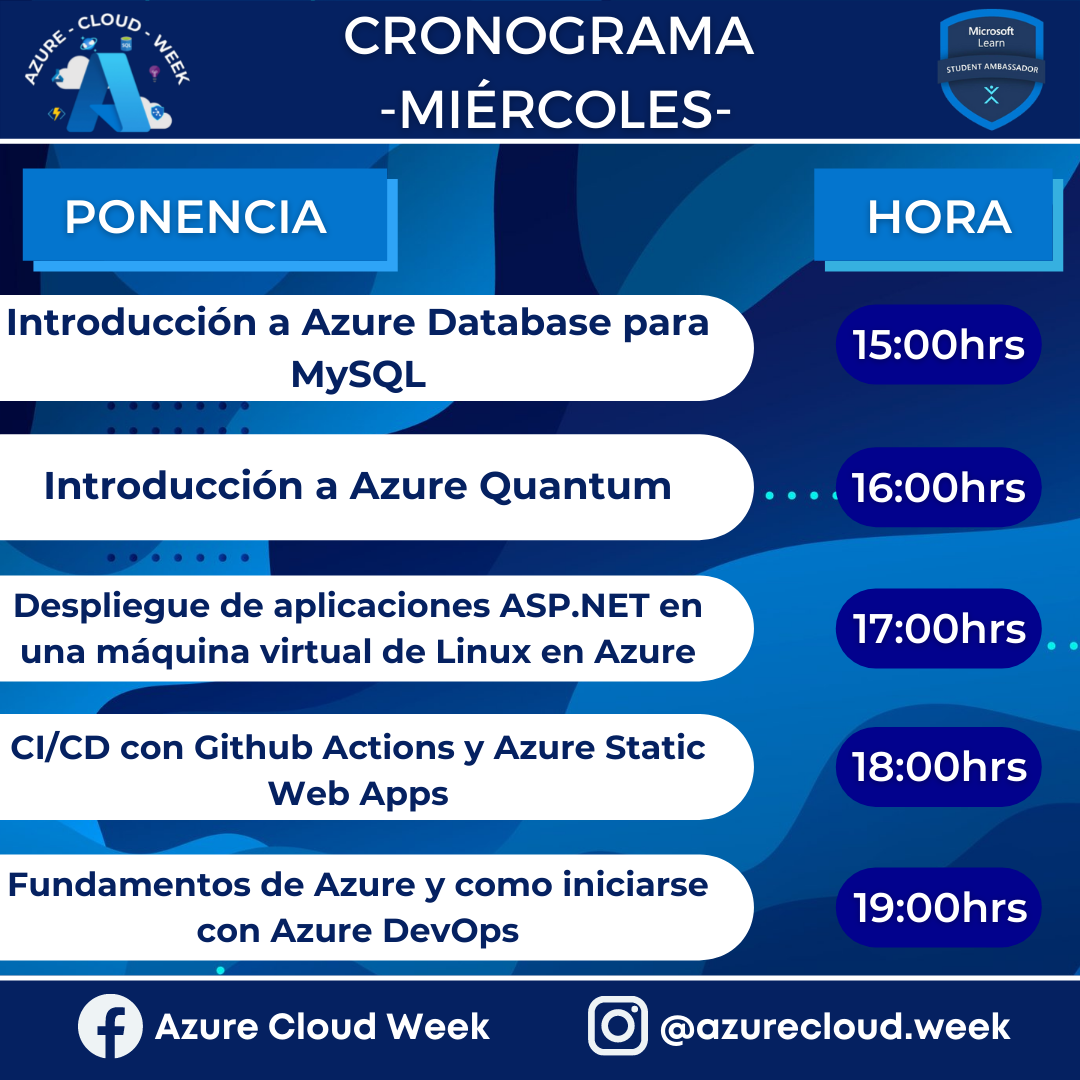 AZURE - CLOUD - WEEK
CRONOGRAMA
-MIÉRCOLES-
Microsoft
Learn
STUDENT AMBASSADOR
PONENCIA
HORA
Introducción a Azure Database para
MySQL
15:00hrs
Introducción a Azure Quantum
16:00hrs
Despliegue de aplicaciones ASP.NET en
una máquina virtual de Linux en Azure
17:00hrs
CI/CD con Github Actions y Azure Static
Web Apps
18:00hrs
Fundamentos de Azure y como iniciarse
con Azure DevOps
19:00hrs
Azure Cloud Week
@azurecloud.week